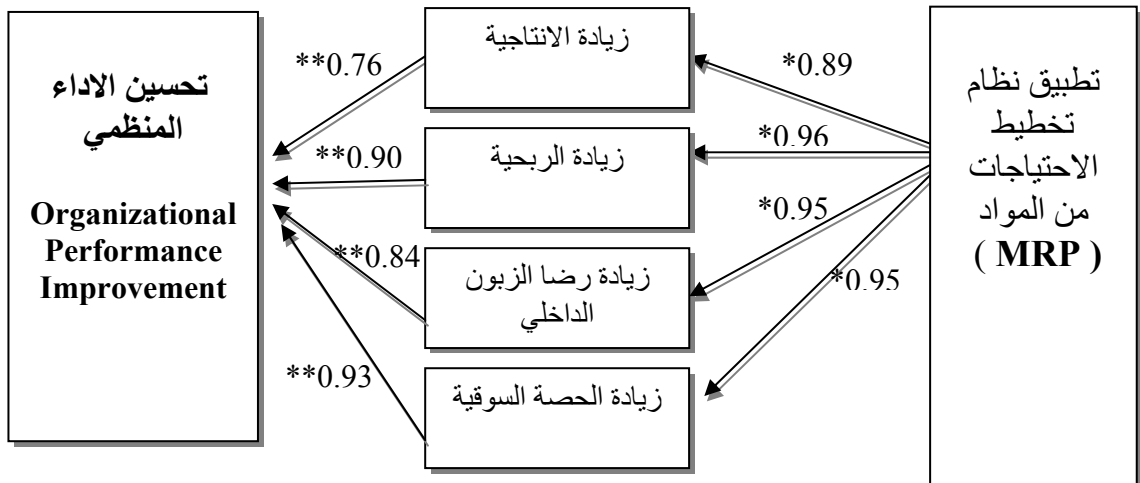 تطبيق نظام
تخطيط
الاحتياجات
من المواد
( MRP )
*0.89
*0.96
*0.95
*0.95
زيادة الانتاجية
زيادة الربحية
زيادة رضا الزبون
الداخلي
زيادة الحصة السوقية
**0.76
**0.90
**0.84
**0.93
تحسين الاداء
المنظمي
Organizational
Performance
Improvement